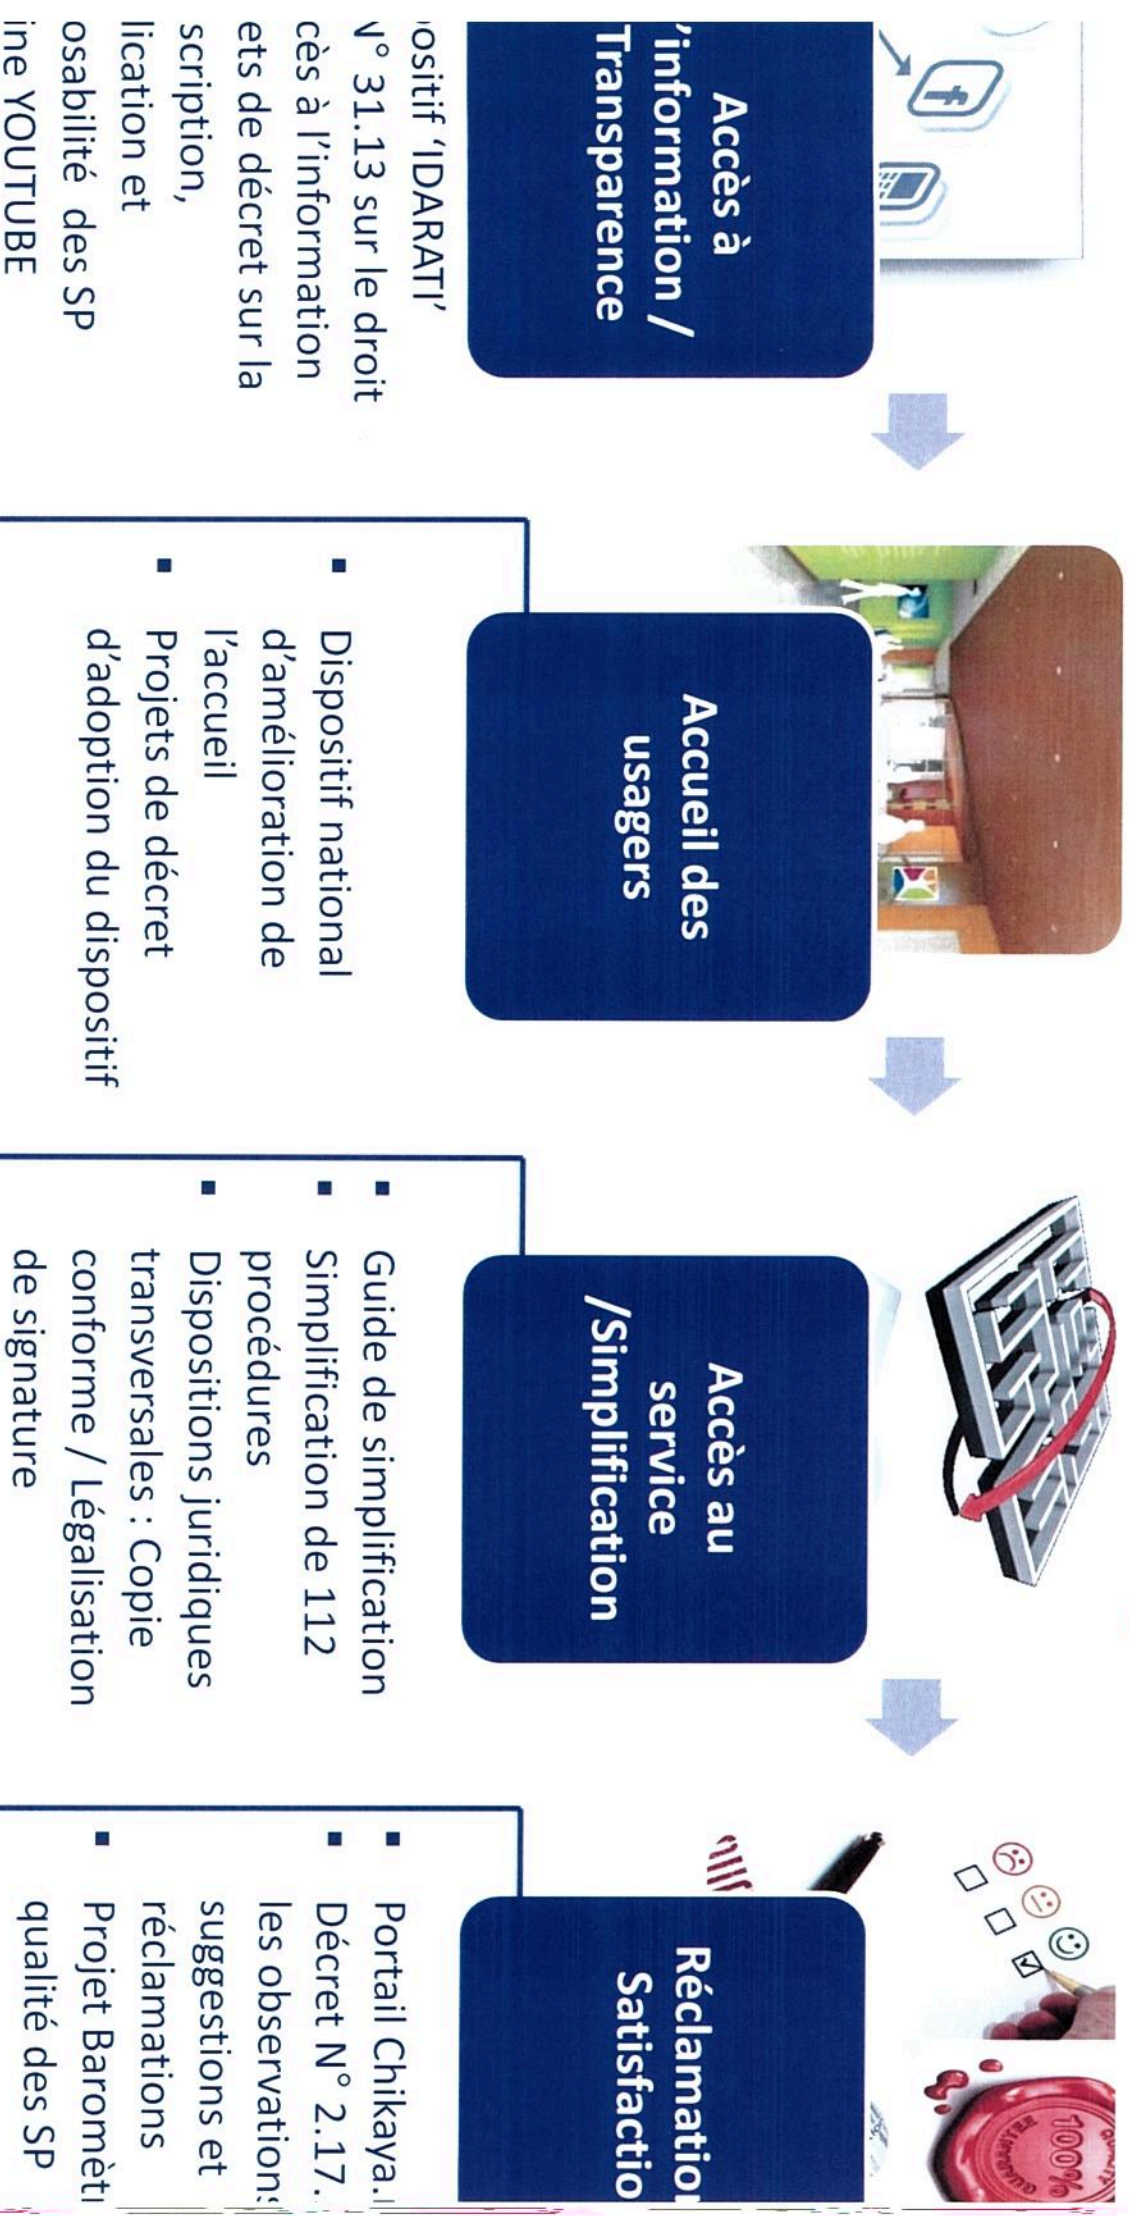 Accès à
'information /
Transparence
ositif 'IDARATI'
N° 31.13 sur le droit
cès à l'information
ets de décret sur la
scription,
lication et
osabilité des SP
ine YOUTUBE
Accueil des
usagers
▪ Dispositif national
d'amélioration de
l'accueil
▪ Projets de décret
d'adoption du dispositif
Accès au
service
/Simplification
▪ Guide de simplification
▪ Simplification de 112
procédures
▪ Dispositions juridiques
transversales : Copie
conforme / Légalisation
de signature
100%
Réclamation
Satisfactio
▪ Portail Chikaya.
▪ Décret N° 2.17.
les observations
suggestions et
réclamations
▪ Projet Baromètr
qualité des SP